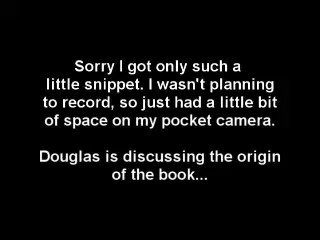 Sorry I got only such a
little snippet. I wasn't planning
to record, so just had a little bit
of space on my pocket camera.
Douglas is discussing the origin
of the book...